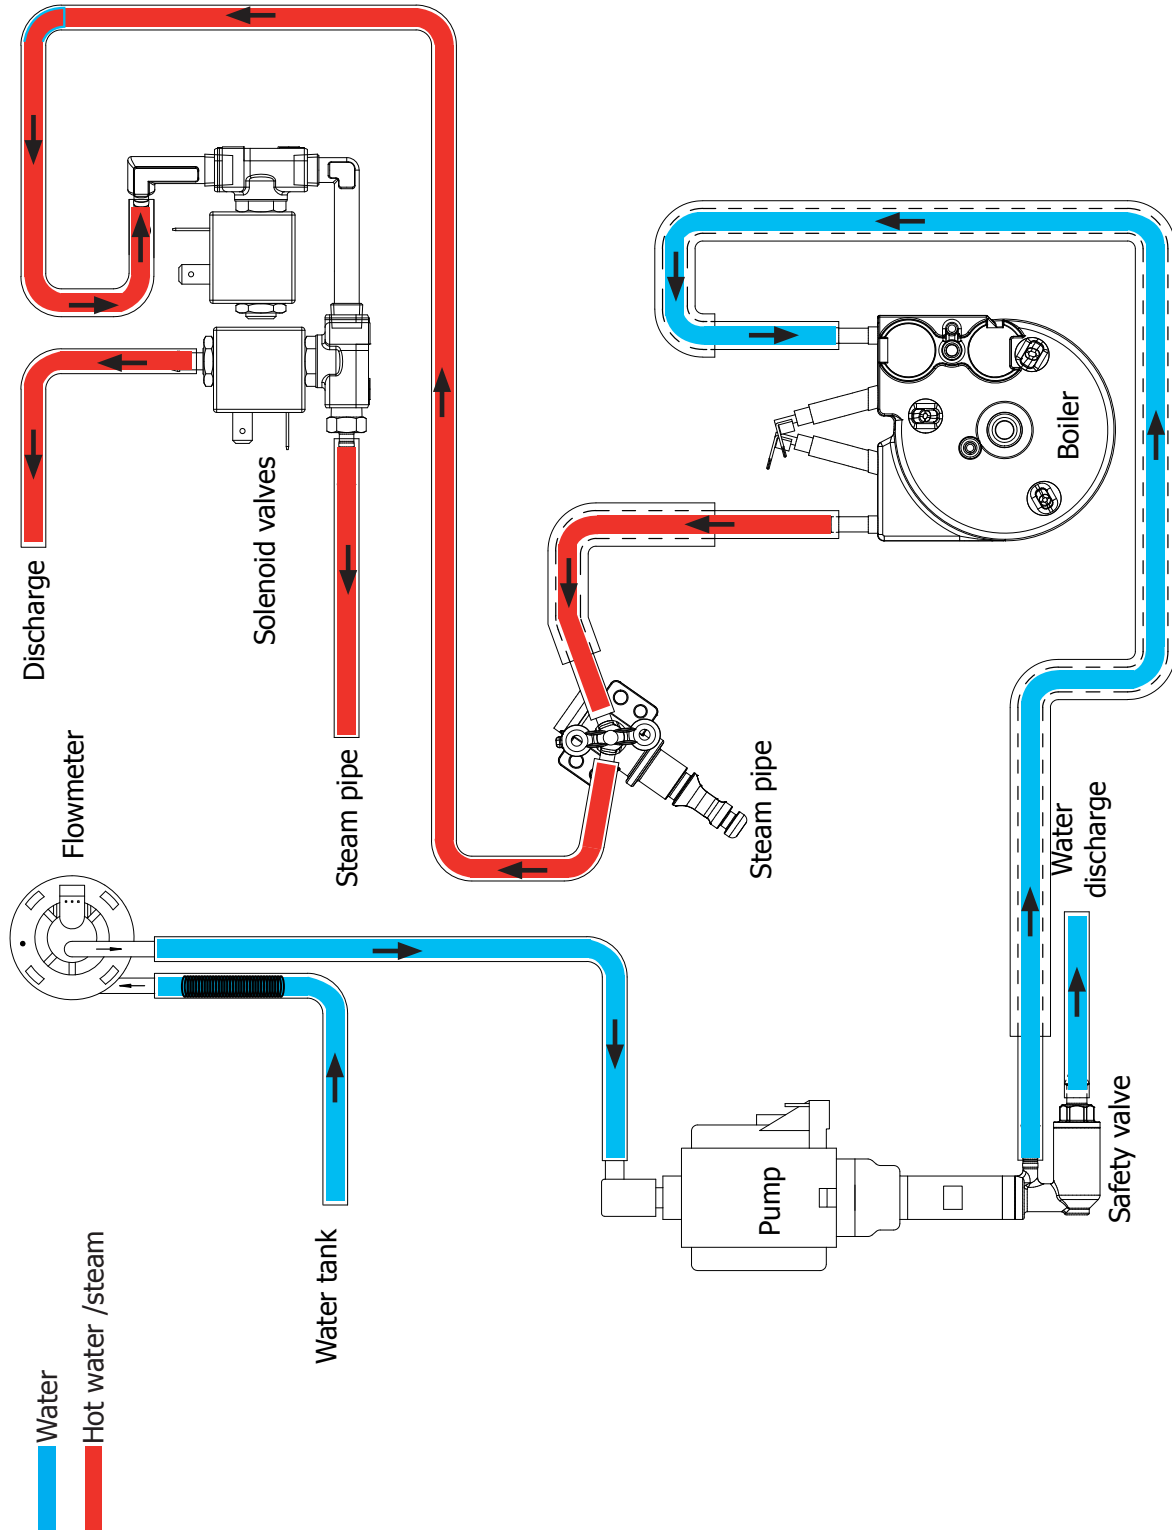 Water
Hot water /steam
Water tank
Flowmeter
Discharge
Solenoid valves
Steam pipe
Steam pipe
Pump
Safety valve
Water
discharge
Boiler